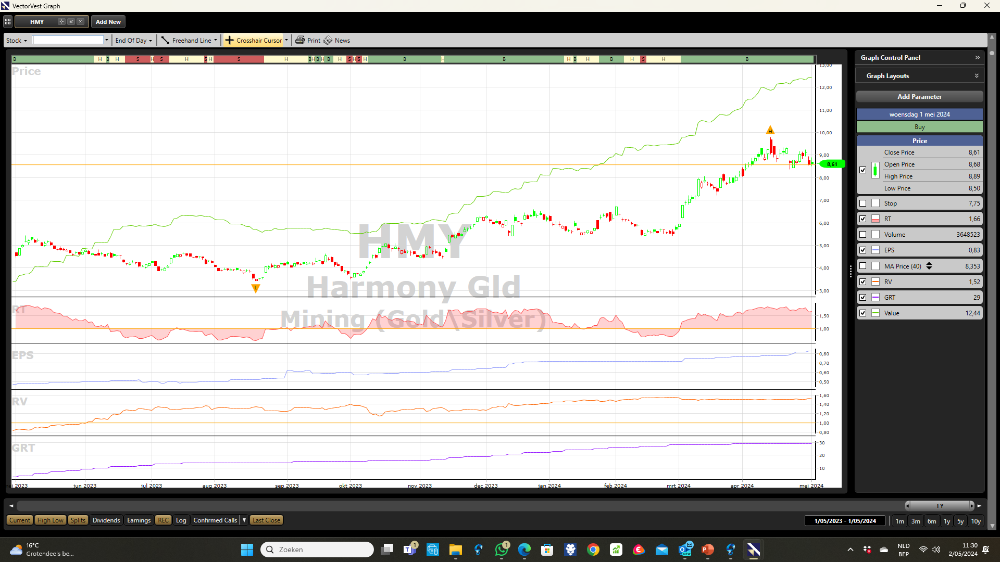 VectorVest Graph
HMY
Add New
Stock
End Of Day
Freehand Line
Crosshair Cursor
Print
News
B H B H S H S H S H S H B H B H B H S H S H B H B H B H B H S H B
Price
13,00
12,00
11,00
10,00
9,00
8,61
8,00
7,00
6,00
5,00
4,00
3,00
H
L
HMY
Harmony Gld
Mining (Gold\Silver)
RT
1,50
1,00
EPS
0,80
0,70
0,60
0,50
RV
1,60
1,40
1,20
1,00
0,80
GRT
30
20
10
ei 2023 jun 2023 jul 2023 aug 2023 sep 2023 okt 2023 nov 2023 dec 2023 jan 2024 feb 2024 mrt 2024 apr 2024 mei 2024
Graph Control Panel
Graph Layouts
Add Parameter
woensdag 1 mei 2024
Buy
Price
Close Price 8,61
Open Price 8,68
High Price 8,89
Low Price 8,50
Stop 7,75
RT 1,66
Volume 3648523
EPS 0,83
MA Price (40) 8,353
RV 1,52
GRT 29
Value 12,44
1 Y
Current High Low Splits Dividends Earnings REC Log Confirmed Calls Last Close
1/05/2023 - 1/05/2024
1m 3m 6m 1y 5y 10y
16°C
Grotendeels be...
Zoeken
1
1
NEW
NLD
BEP
11:30
2/05/2024